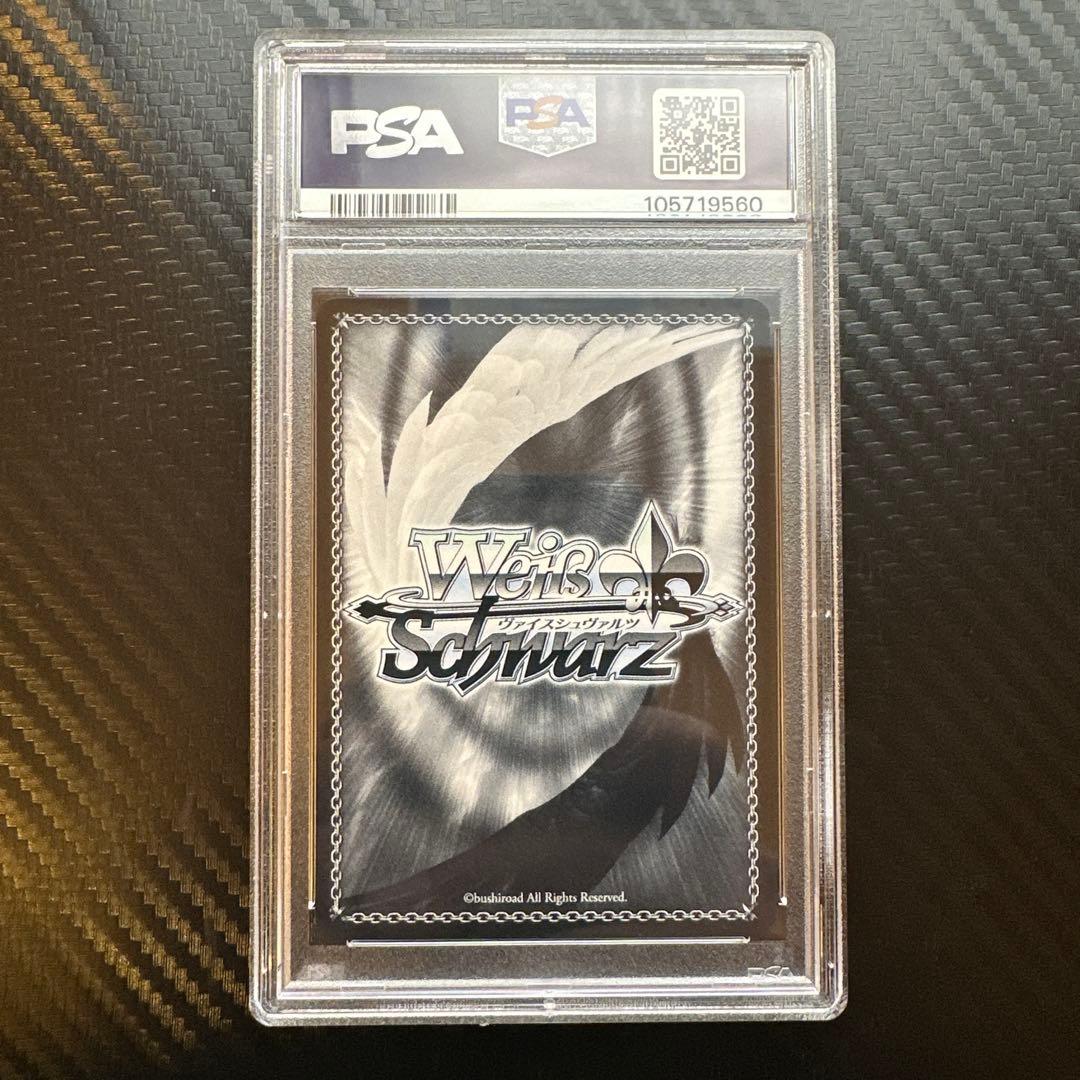 PSA
PSA
105719560
Weiß
ヴァイスシュヴァルツ
Schwarz
©bushiroad All Rights Reserved.
PSA